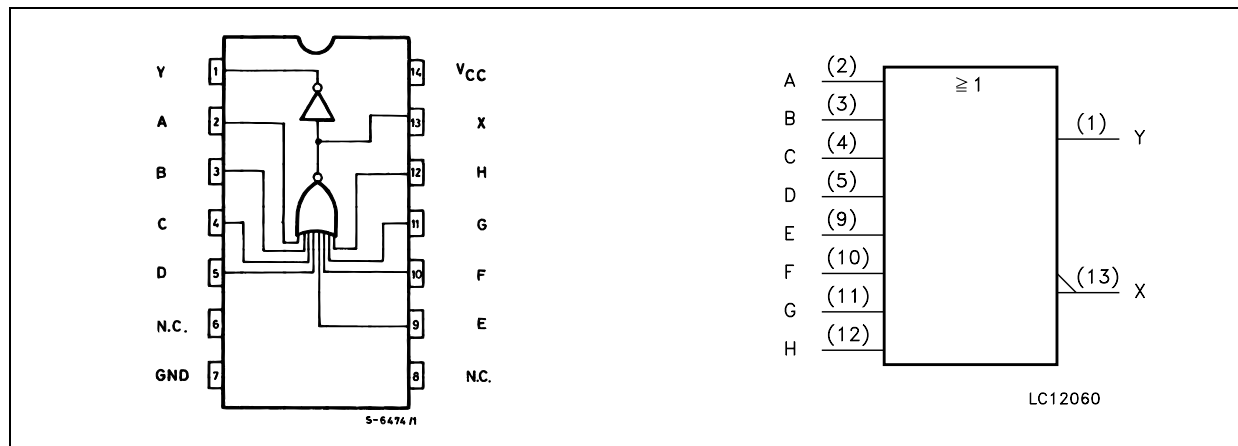 Y 1 14 VCC
A 2 13 X
B 3 12 H
C 4 11 G
D 5 10 F
N.C. 6 9 E
GND 7 8 N.C.
S-6474/1
≧ 1
A (2)
B (3)
C (4)
D (5)
E (9)
F (10)
G (11)
H (12)
(1) Y
(13) X
LC12060